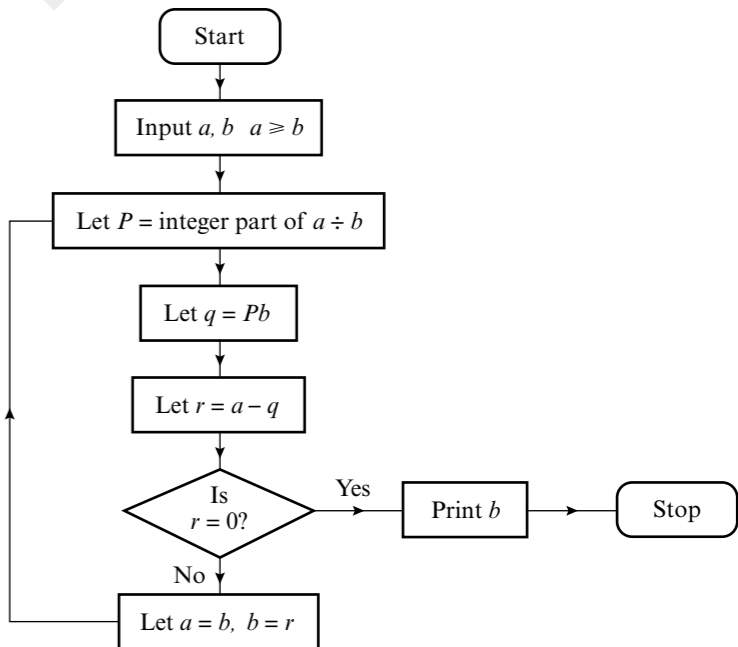 Start
Input a, b a ⩾ b
Let P = integer part of a ÷ b
Let q = Pb
Let r = a − q
Is
r = 0?
Yes
Print b
Stop
No
Let a = b, b = r